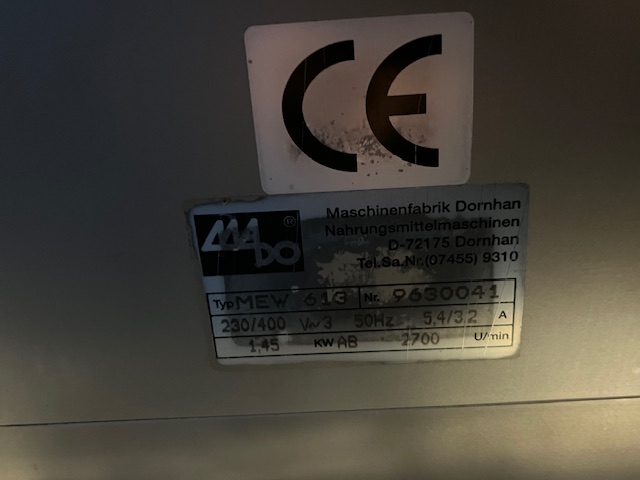 CE
MADO ®
Maschinenfabrik Dornhan
Nahrungsmittelmaschinen
D-72175 Dornhan
Tel.Sa.Nr.(07455) 9310
Typ MEW 613 Nr. 9630041
230/400 V~3 50Hz 5,4/3,2 A
1,45 KW AB 2700 U/min